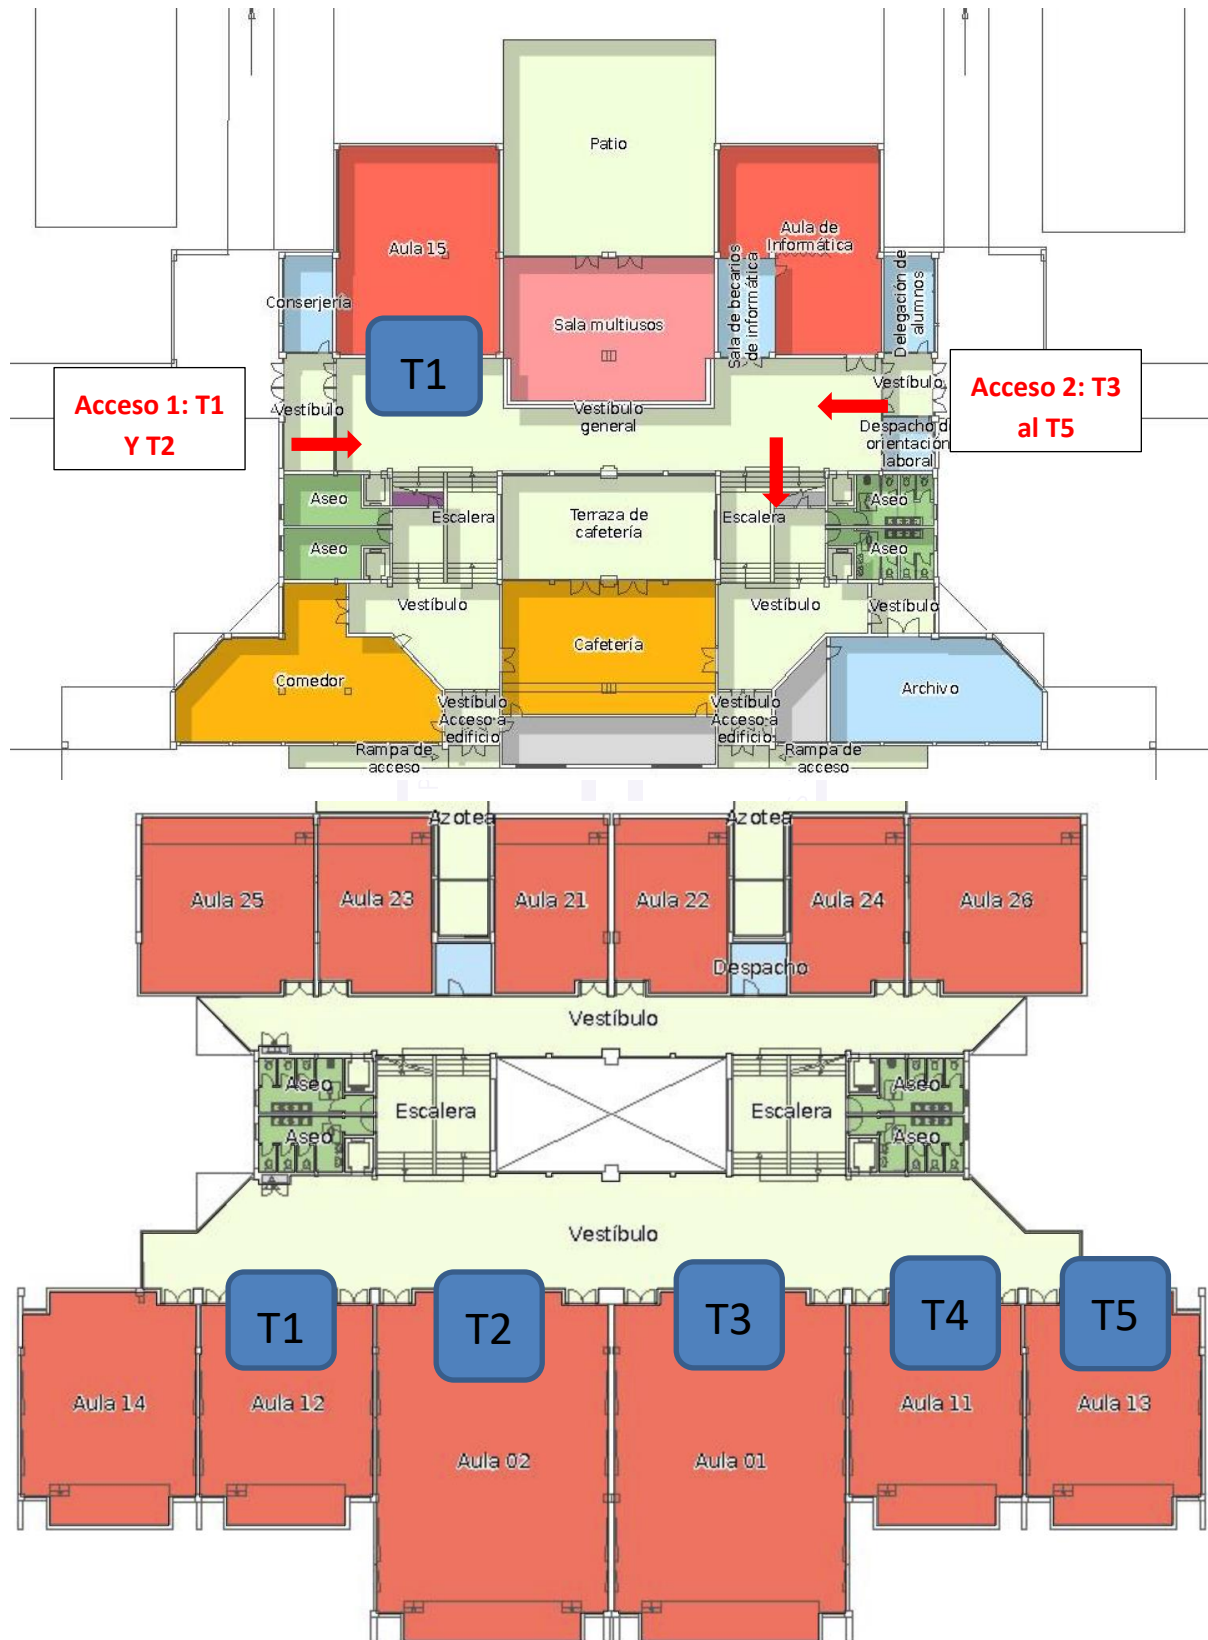 Patio
Aula 15
Aula de
Informática
Conserjería
Sala multiusos
Sala de becarios
de informática
Delegación de
alumnos
T1
Acceso 1: T1
Y T2
Vestíbulo
Vestíbulo
general
Vestíbulo
Acceso 2: T3
al T5
Despacho d
orientación
laboral
Aseo
Escalera
Terraza de
cafetería
Escalera
Aseo
Aseo
Aseo
Vestíbulo
Vestíbulo
Vestíbulo
Cafetería
Comedor
Archivo
Vestíbulo
Acceso a
edificio
Vestíbulo
Acceso a
edificio
Rampa de
acceso
Rampa de
acceso
Azotea
Azotea
Aula 25
Aula 23
Aula 21
Aula 22
Aula 24
Aula 26
Despacho
Vestíbulo
Aseo
Aseo
Escalera
Escalera
Aseo
Aseo
Vestíbulo
T1
T2
T3
T4
T5
Aula 14
Aula 12
Aula 02
Aula 01
Aula 11
Aula 13